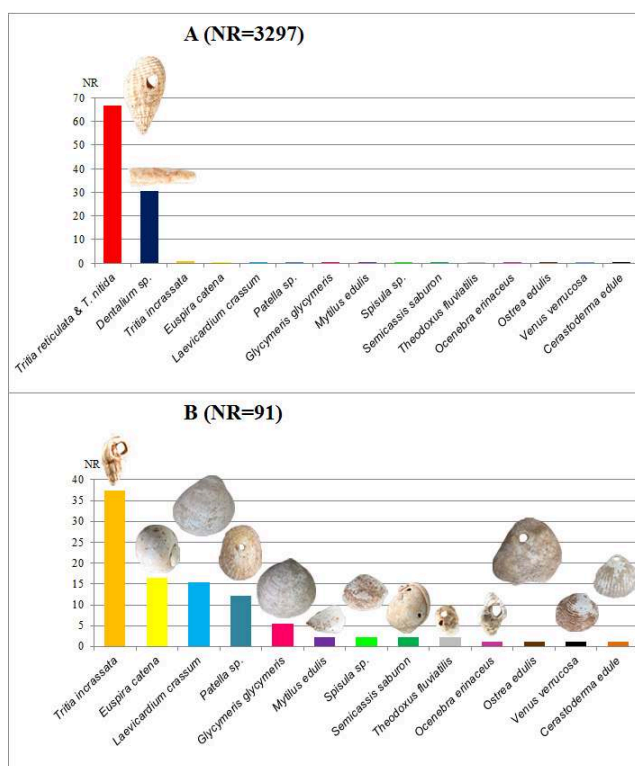 A (NR=3297)
NR
70
60
50
40
30
20
10
0
Tritia reticulata & T. nitida
Dentalium sp.
Tritia incrassata
Euspira catena
Laevicardium crassum
Patella sp.
Glycymeris glycymeris
Mytilus edulis
Spisula sp.
Semicassis saburon
Theodoxus fluviatilis
Ocenebra erinaceus
Ostrea edulis
Venus verrucosa
Cerastoderma edule
B (NR=91)
NR
40
35
30
25
20
15
10
5
0
Tritia incrassata
Euspira catena
Laevicardium crassum
Patella sp.
Glycymeris glycymeris
Mytilus edulis
Spisula sp.
Semicassis saburon
Theodoxus fluviatilis
Ocenebra erinaceus
Ostrea edulis
Venus verrucosa
Cerastoderma edule